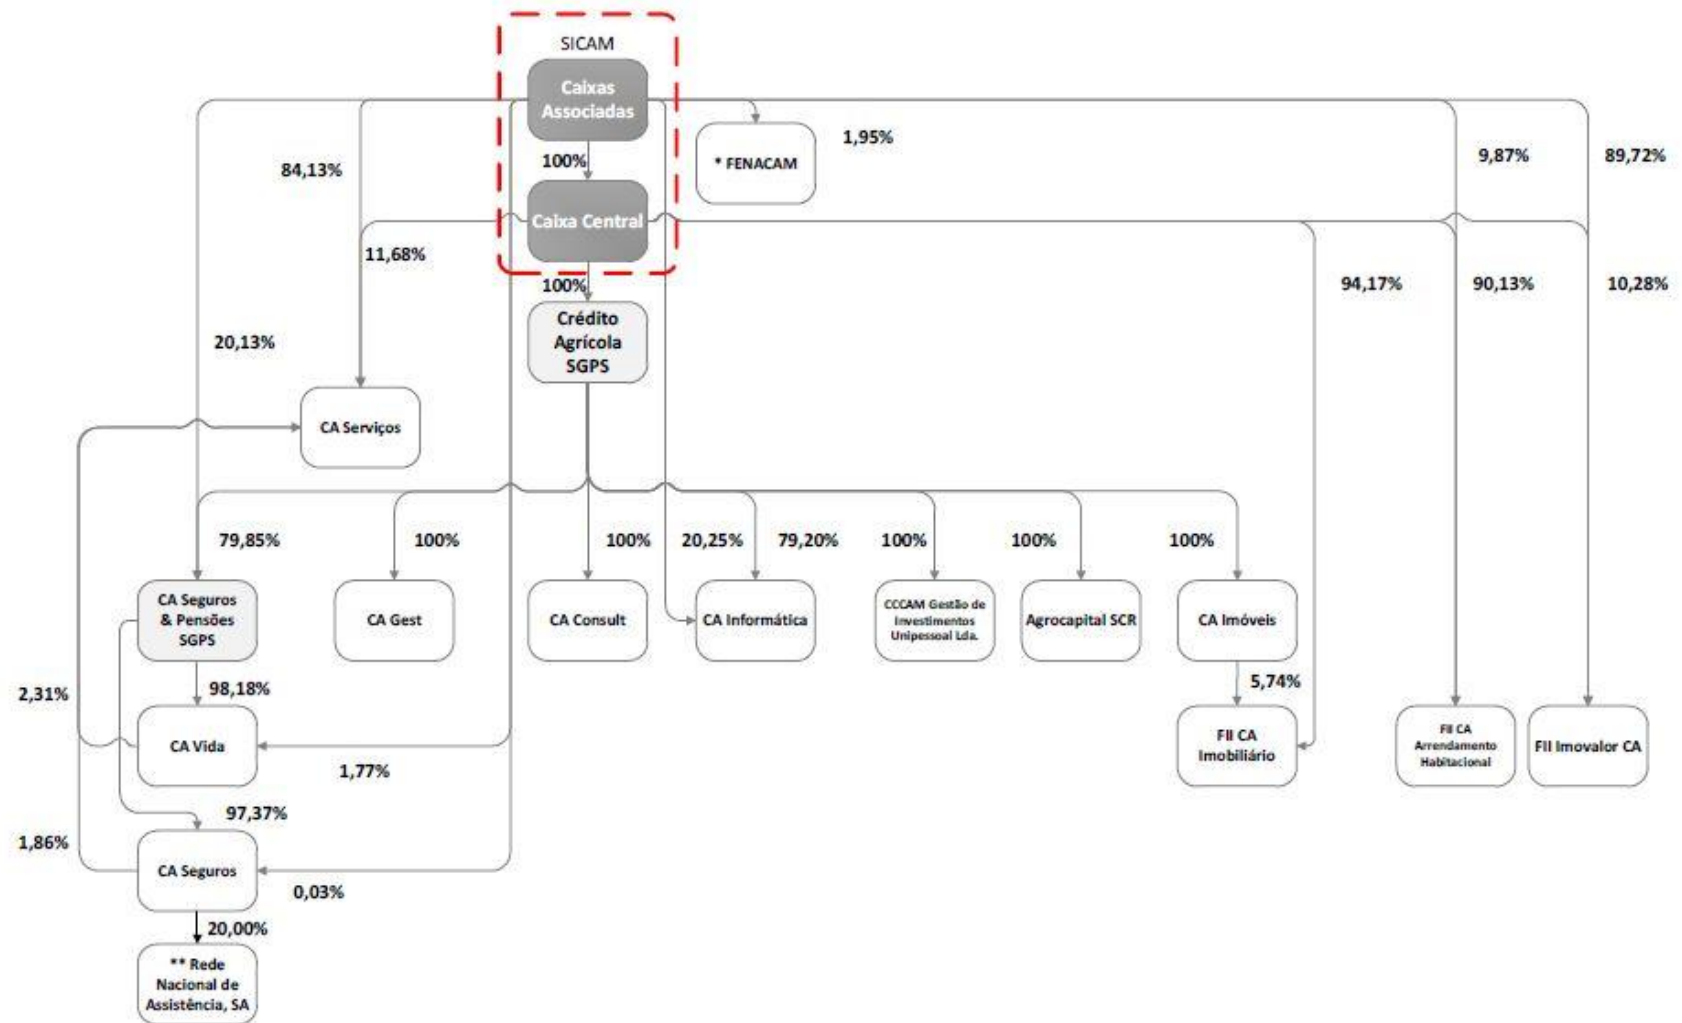 SICAM
Caixas
Associadas
1,95%
* FENACAM
9,87%
89,72%
100%
84,13%
Caixa Central
11,68%
100%
94,17%
90,13%
10,28%
Crédito
Agrícola
SGPS
20,13%
CA Serviços
79,85%
100%
100%
20,25%
79,20%
100%
100%
100%
CA Seguros
& Pensões
SGPS
CA Gest
CA Consult
CA Informática
CCCAM Gestão de
Investimentos
Unipessoal Lda.
Agrocapital SCR
CA Imóveis
2,31%
98,18%
5,74%
CA Vida
1,77%
FII CA
Imobiliário
FII CA
Arrendamento
Habitacional
FII Imovalor CA
97,37%
1,86%
CA Seguros
0,03%
20,00%
** Rede
Nacional de
Assistência, SA